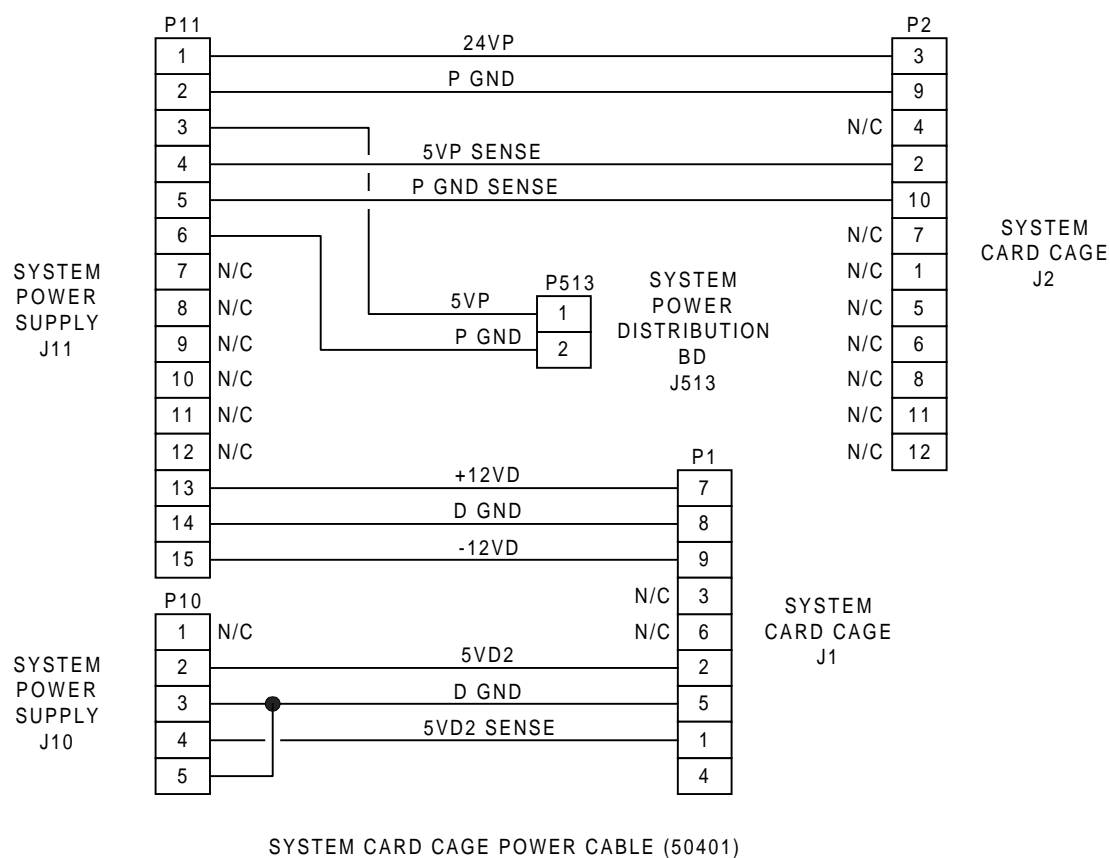 P11 P2
1 24VP 3
2 P GND 9
3 N/C 4
4 5VP SENSE 2
5 P GND SENSE 10
6 N/C 7
7 N/C N/C 1
8 N/C N/C 5
9 N/C N/C 6
10 N/C N/C 8
11 N/C N/C 11
12 N/C N/C 12
13 +12VD 7
14 D GND 8
15 -12VD 9
SYSTEM
POWER
SUPPLY
J11
5VP
P GND
P513
1
2
SYSTEM
POWER
DISTRIBUTION
BD
J513
SYSTEM
CARD CAGE
J2
P10 P1
N/C 3
1 N/C N/C 6
2 5VD2 2
3 D GND 5
4 5VD2 SENSE 1
5 4
SYSTEM
POWER
SUPPLY
J10
SYSTEM
CARD CAGE
J1
SYSTEM CARD CAGE POWER CABLE (50401)